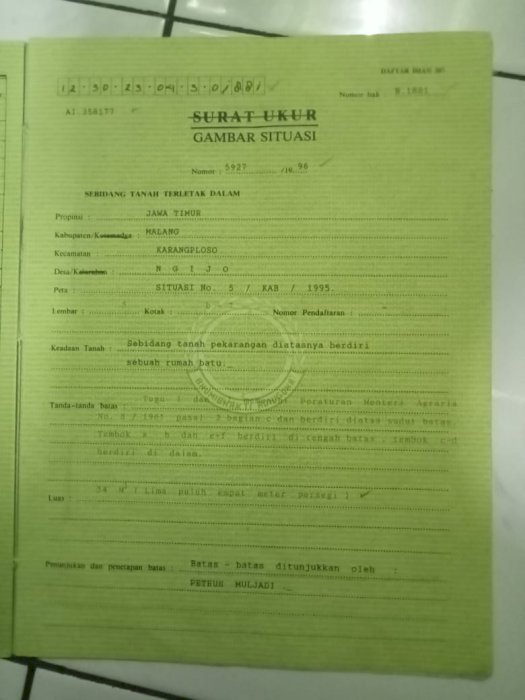 DAFTAR ISIAN 207
12·30·23·04·3·01881
Nomor hak : B.1881
AI 358177
SURAT UKUR
GAMBAR SITUASI
Nomor : 5927 /19 96
SEBIDANG TANAH TERLETAK DALAM
Propinsi : JAWA TIMUR
Kabupaten/Kotamadya : MALANG
Kecamatan : KARANGPLOSO
Desa/Kelurahan : N G I J O
Peta : SITUASI No. 5 / KAB / 1995.
Lembar : Kotak : Nomor Pendaftaran : -
Keadaan Tanah : Sebidang tanah pekarangan diatasnya berdiri
sebuah rumah batu._
Tanda-tanda batas : Tugu I dan Peraturan Menteri Agraria
No. 8 / 1961 pasal 2 bagian c dan berdiri diatas sudut batas.
Tembok a - b dan e-f berdiri di tengah batas , tembok c-d
berdiri di dalam.
Luas : 54 M² ( Lima puluh empat meter persegi )
Penunjukan dan penetapan batas : Batas - batas ditunjukkan oleh :
PETRUS MULJADI ._